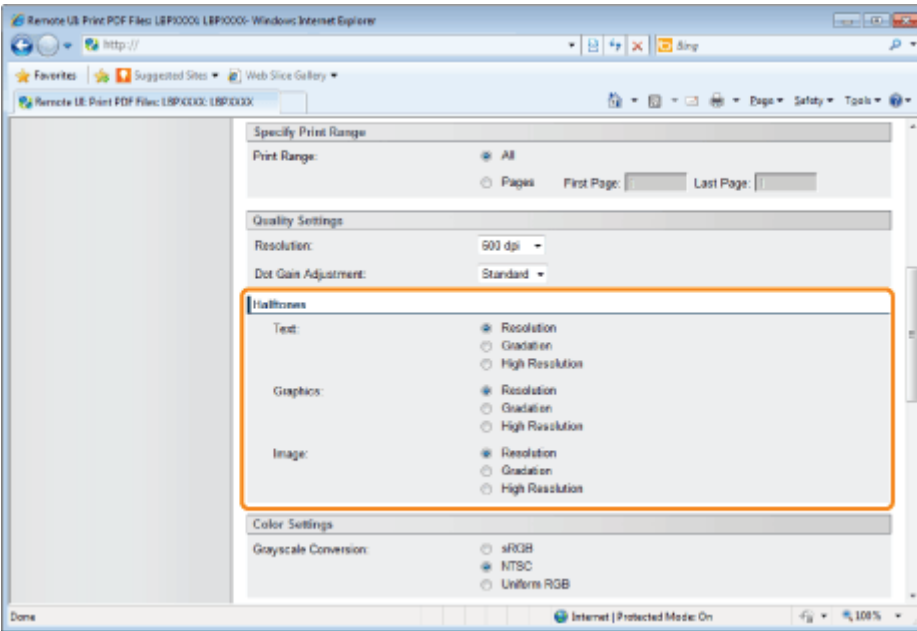 Remote UI: Print PDF Files: LBPXXXX: LBPXXXX - Windows Internet Explorer
http://
Bing
Favorites Suggested Sites Web Slice Gallery
Remote UI: Print PDF Files: LBPXXXX: LBPXXXX
Page Safety Tools
Specify Print Range
Print Range: All
Pages First Page: Last Page:
Quality Settings
Resolution: 600 dpi
Dot Gain Adjustment: Standard
Halftones
Text: Resolution
Gradation
High Resolution
Graphics: Resolution
Gradation
High Resolution
Image: Resolution
Gradation
High Resolution
Color Settings
Grayscale Conversion: sRGB
NTSC
Uniform RGB
Done Internet | Protected Mode: On 100%